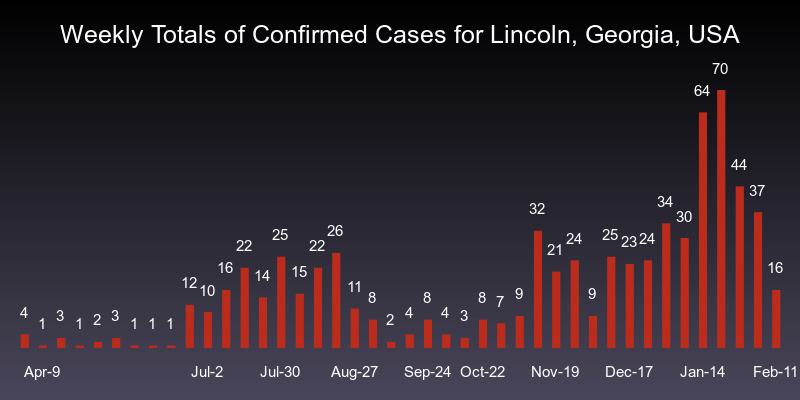 Weekly Totals of Confirmed Cases for Lincoln, Georgia, USA
4 1 3 1 2 3 1 1 1 12 10 16 22 14 25 15 22 26 11 8 2 4 8 4 3 8 7 9 32 21 24 9 25 23 24 34 30 64 70 44 37 16
Apr-9 Jul-2 Jul-30 Aug-27 Sep-24 Oct-22 Nov-19 Dec-17 Jan-14 Feb-11